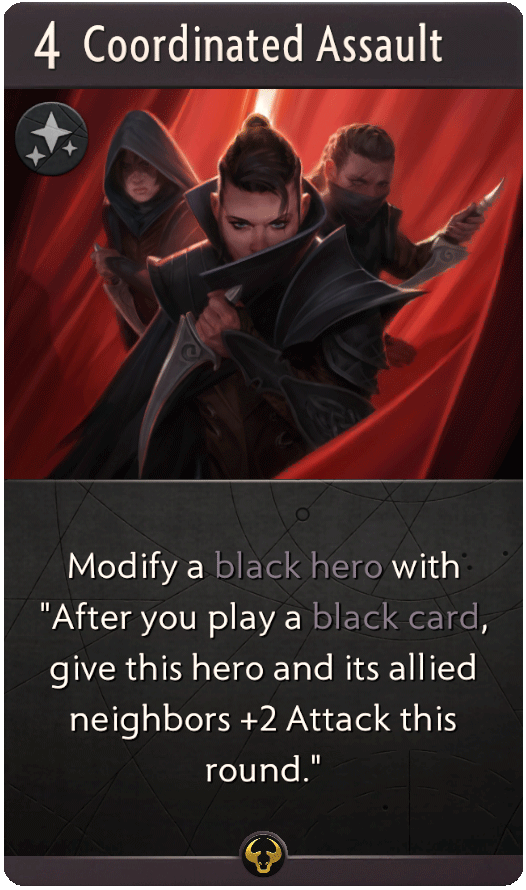 4 Coordinated Assault
Modify a black hero with
"After you play a black card,
give this hero and its allied
neighbors +2 Attack this
round."